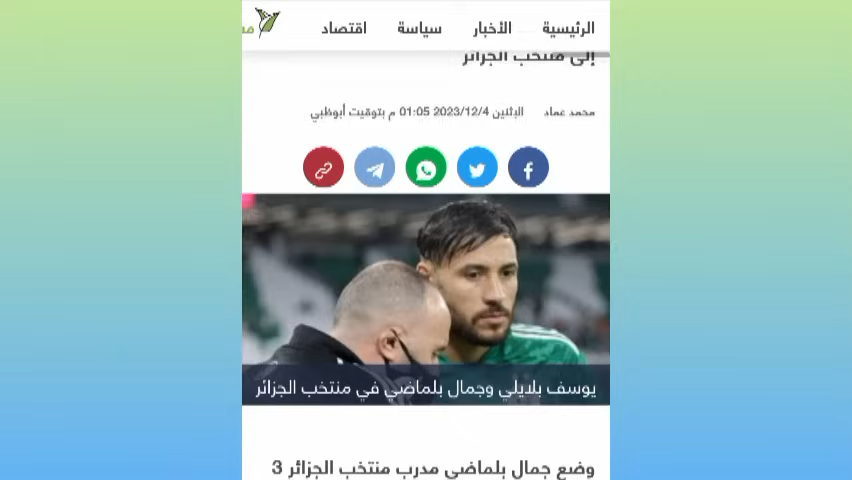 الرئيسية الأخبار سياسة اقتصاد
إلى منتخب الجزائر
محمد عماد الإثنين 2023/12/4 01:05 م بتوقيت أبوظبي
يوسف بلايلي وجمال بلماضي في منتخب الجزائر
وضع جمال بلماضي مدرب منتخب الجزائر 3